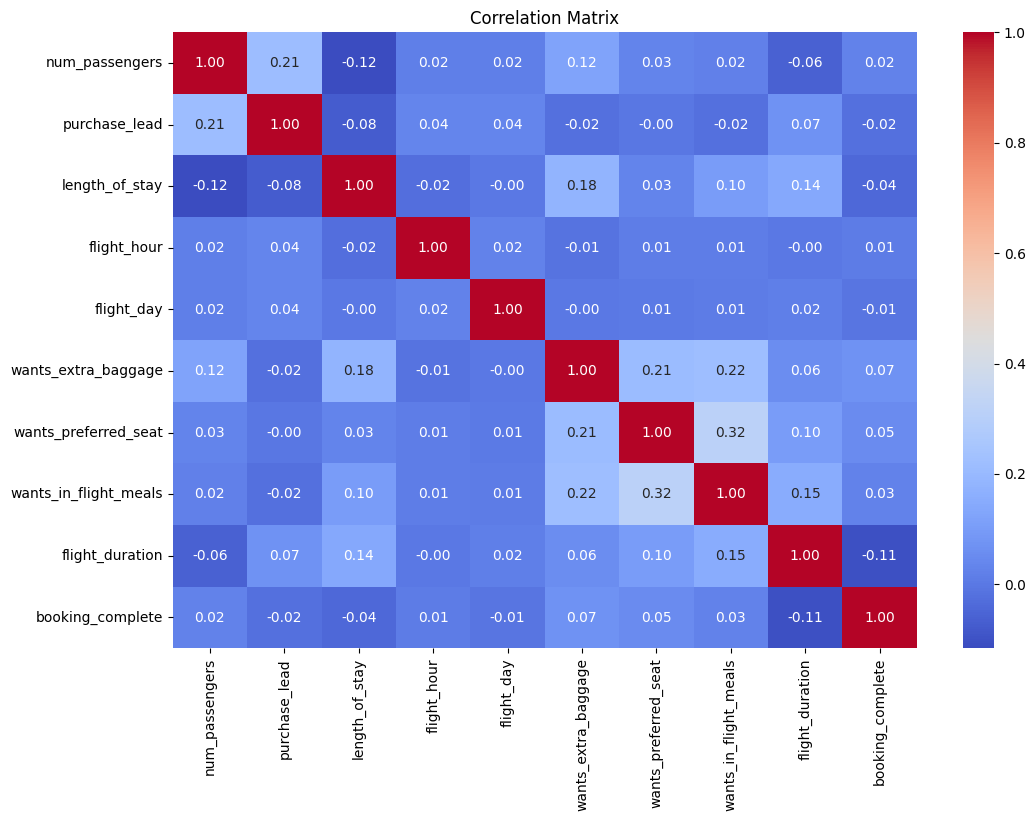 Correlation Matrix
num_passengers 1.00 0.21 -0.12 0.02 0.02 0.12 0.03 0.02 -0.06 0.02
purchase_lead 0.21 1.00 -0.08 0.04 0.04 -0.02 -0.00 -0.02 0.07 -0.02
length_of_stay -0.12 -0.08 1.00 -0.02 -0.00 0.18 0.03 0.10 0.14 -0.04
flight_hour 0.02 0.04 -0.02 1.00 0.02 -0.01 0.01 0.01 -0.00 0.01
flight_day 0.02 0.04 -0.00 0.02 1.00 -0.00 0.01 0.01 0.02 -0.01
wants_extra_baggage 0.12 -0.02 0.18 -0.01 -0.00 1.00 0.21 0.22 0.06 0.07
wants_preferred_seat 0.03 -0.00 0.03 0.01 0.01 0.21 1.00 0.32 0.10 0.05
wants_in_flight_meals 0.02 -0.02 0.10 0.01 0.01 0.22 0.32 1.00 0.15 0.03
flight_duration -0.06 0.07 0.14 -0.00 0.02 0.06 0.10 0.15 1.00 -0.11
booking_complete 0.02 -0.02 -0.04 0.01 -0.01 0.07 0.05 0.03 -0.11 1.00
num_passengers
purchase_lead
length_of_stay
flight_hour
flight_day
wants_extra_baggage
wants_preferred_seat
wants_in_flight_meals
flight_duration
booking_complete
1.0
0.8
0.6
0.4
0.2
0.0